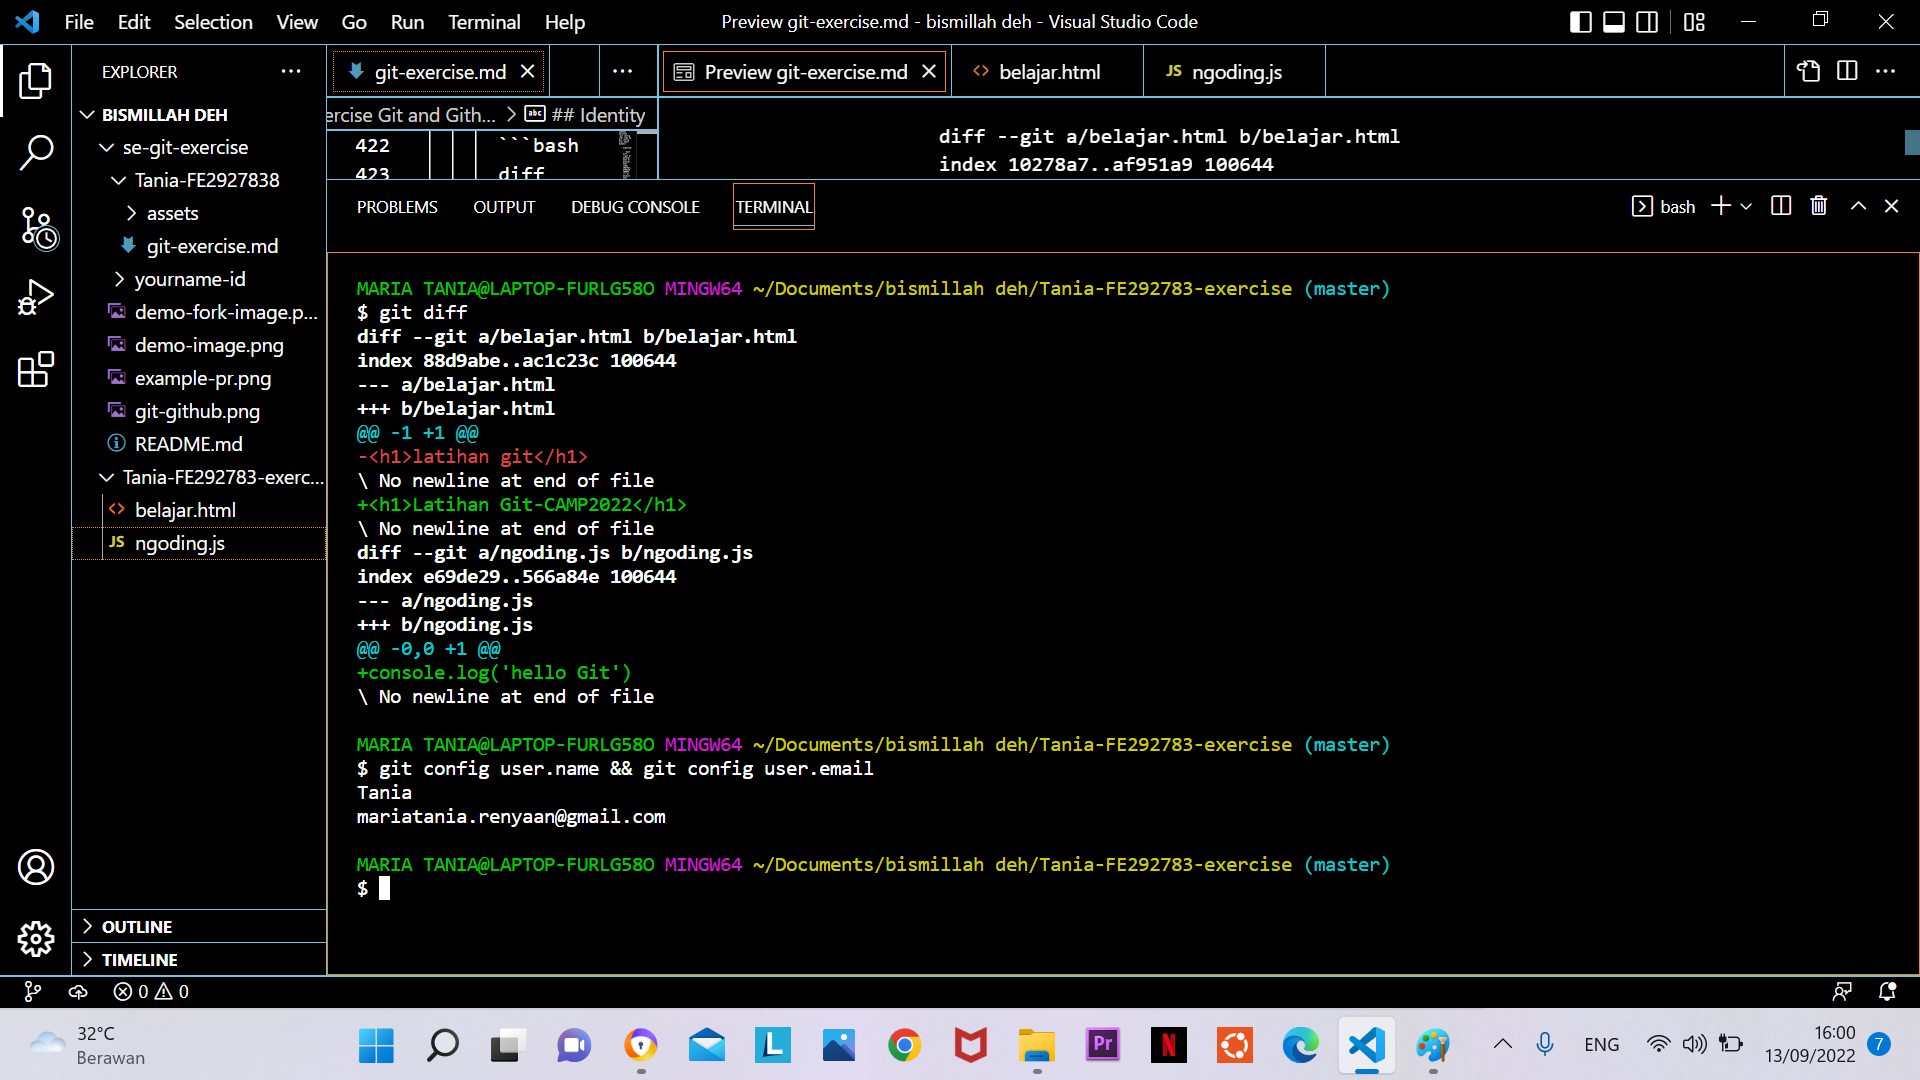 File Edit Selection View Go Run Terminal Help
Preview git-exercise.md - bismillah deh - Visual Studio Code
EXPLORER
BISMILLAH DEH
se-git-exercise
Tania-FE2927838
assets
git-exercise.md
yourname-id
demo-fork-image.p...
demo-image.png
example-pr.png
git-github.png
README.md
Tania-FE292783-exerc...
belajar.html
JS ngoding.js
OUTLINE
TIMELINE
git-exercise.md
Preview git-exercise.md
belajar.html
JS ngoding.js
ercise Git and Gith... > abc ## Identity
422 ```bash
423 diff
diff --git a/belajar.html b/belajar.html
index 10278a7..af951a9 100644
PROBLEMS OUTPUT DEBUG CONSOLE TERMINAL
bash
MARIA TANIA@LAPTOP-FURLG58O MINGW64 ~/Documents/bismillah deh/Tania-FE292783-exercise (master)
$ git diff
diff --git a/belajar.html b/belajar.html
index 88d9abe..ac1c23c 100644
--- a/belajar.html
+++ b/belajar.html
@@ -1 +1 @@
-<h1>latihan git</h1>
\ No newline at end of file
+<h1>Latihan Git-CAMP2022</h1>
\ No newline at end of file
diff --git a/ngoding.js b/ngoding.js
index e69de29..566a84e 100644
--- a/ngoding.js
+++ b/ngoding.js
@@ -0,0 +1 @@
+console.log('hello Git')
\ No newline at end of file
MARIA TANIA@LAPTOP-FURLG58O MINGW64 ~/Documents/bismillah deh/Tania-FE292783-exercise (master)
$ git config user.name && git config user.email
Tania
mariatania.renyaan@gmail.com
MARIA TANIA@LAPTOP-FURLG58O MINGW64 ~/Documents/bismillah deh/Tania-FE292783-exercise (master)
$
0 0
32°C
Berawan
L
Pr
N
ENG
16:00
13/09/2022
7